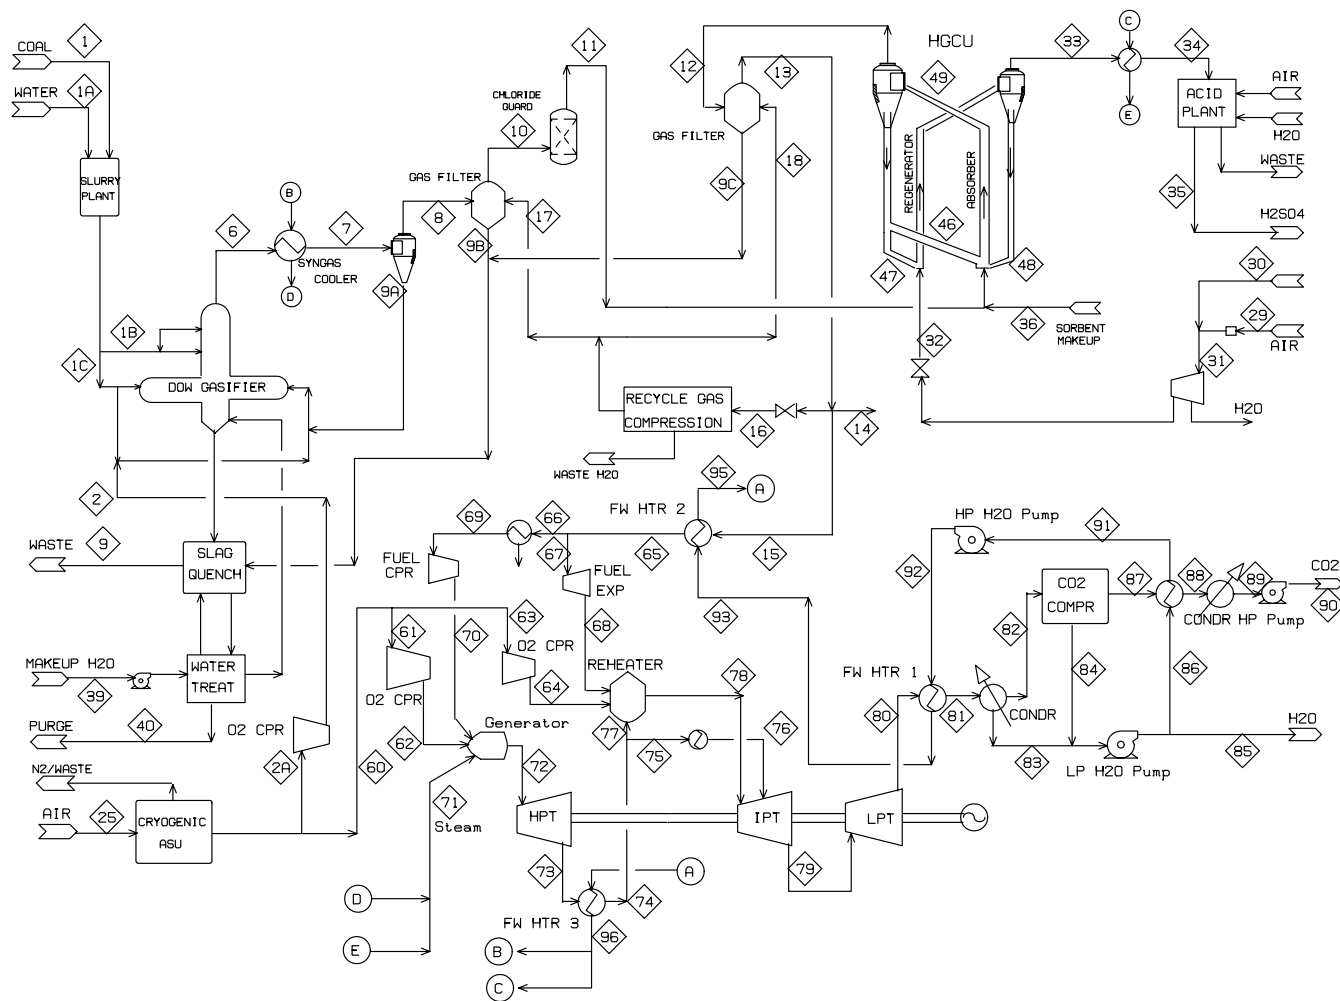 COAL
1
WATER
1A
SLURRY
PLANT
1B
1C
DOW GASIFIER
2
WASTE
9
SLAG
QUENCH
MAKEUP H2O
39
WATER
TREAT
PURGE
40
N2/WASTE
AIR
25
CRYOGENIC
ASU
2A
O2 CPR
60
B
6
7
SYNGAS
COOLER
D
9A
8
GAS FILTER
9B
17
10
CHLORIDE
GUARD
11
12
13
GAS FILTER
18
9C
HGCU
49
REGENERATOR
ABSORBER
46
47
48
33
C
E
34
ACID
PLANT
AIR
H2O
WASTE
35
H2SO4
30
29
AIR
31
H2O
32
36
SORBENT
MAKEUP
RECYCLE GAS
COMPRESSION
WASTE H2O
16
14
15
95
A
FW HTR 2
65
93
66
67
69
FUEL
CPR
FUEL
EXP
68
70
61
O2 CPR
62
63
O2 CPR
64
REHEATER
77
78
75
76
Generator
71
Steam
72
HPT
IPT
LPT
73
74
79
80
D
E
A
FW HTR 3
96
B
C
HP H2O Pump
91
92
FW HTR 1
81
CONDR
82
CO2
COMPR
83
84
LP H2O Pump
85
H2O
86
87
88
89
CONDR HP Pump
CO2
90